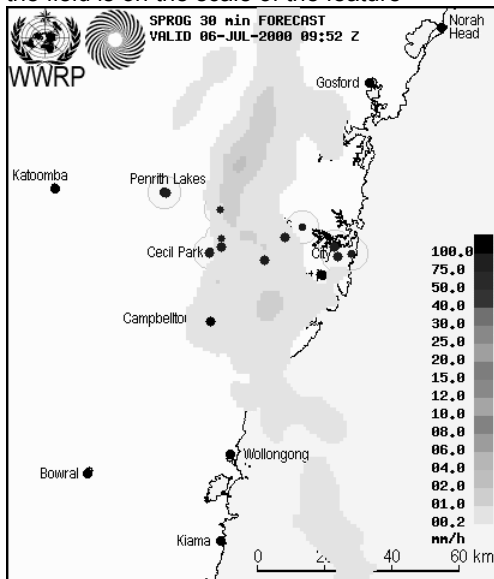 the field is on the scale of the feature
SPROG 30 min FORECAST
VALID 06-JUL-2000 09:52 Z
WWRP
Norah
Head
Gosford
Katoomba
Penrith Lakes
Cecil Park
City
Campbelltou
Wollongong
Bowral
Kiama
100.0
75.0
50.0
40.0
30.0
25.0
20.0
15.0
12.0
10.0
08.0
06.0
04.0
02.0
01.0
00.2
mm/h
0 40 60 km